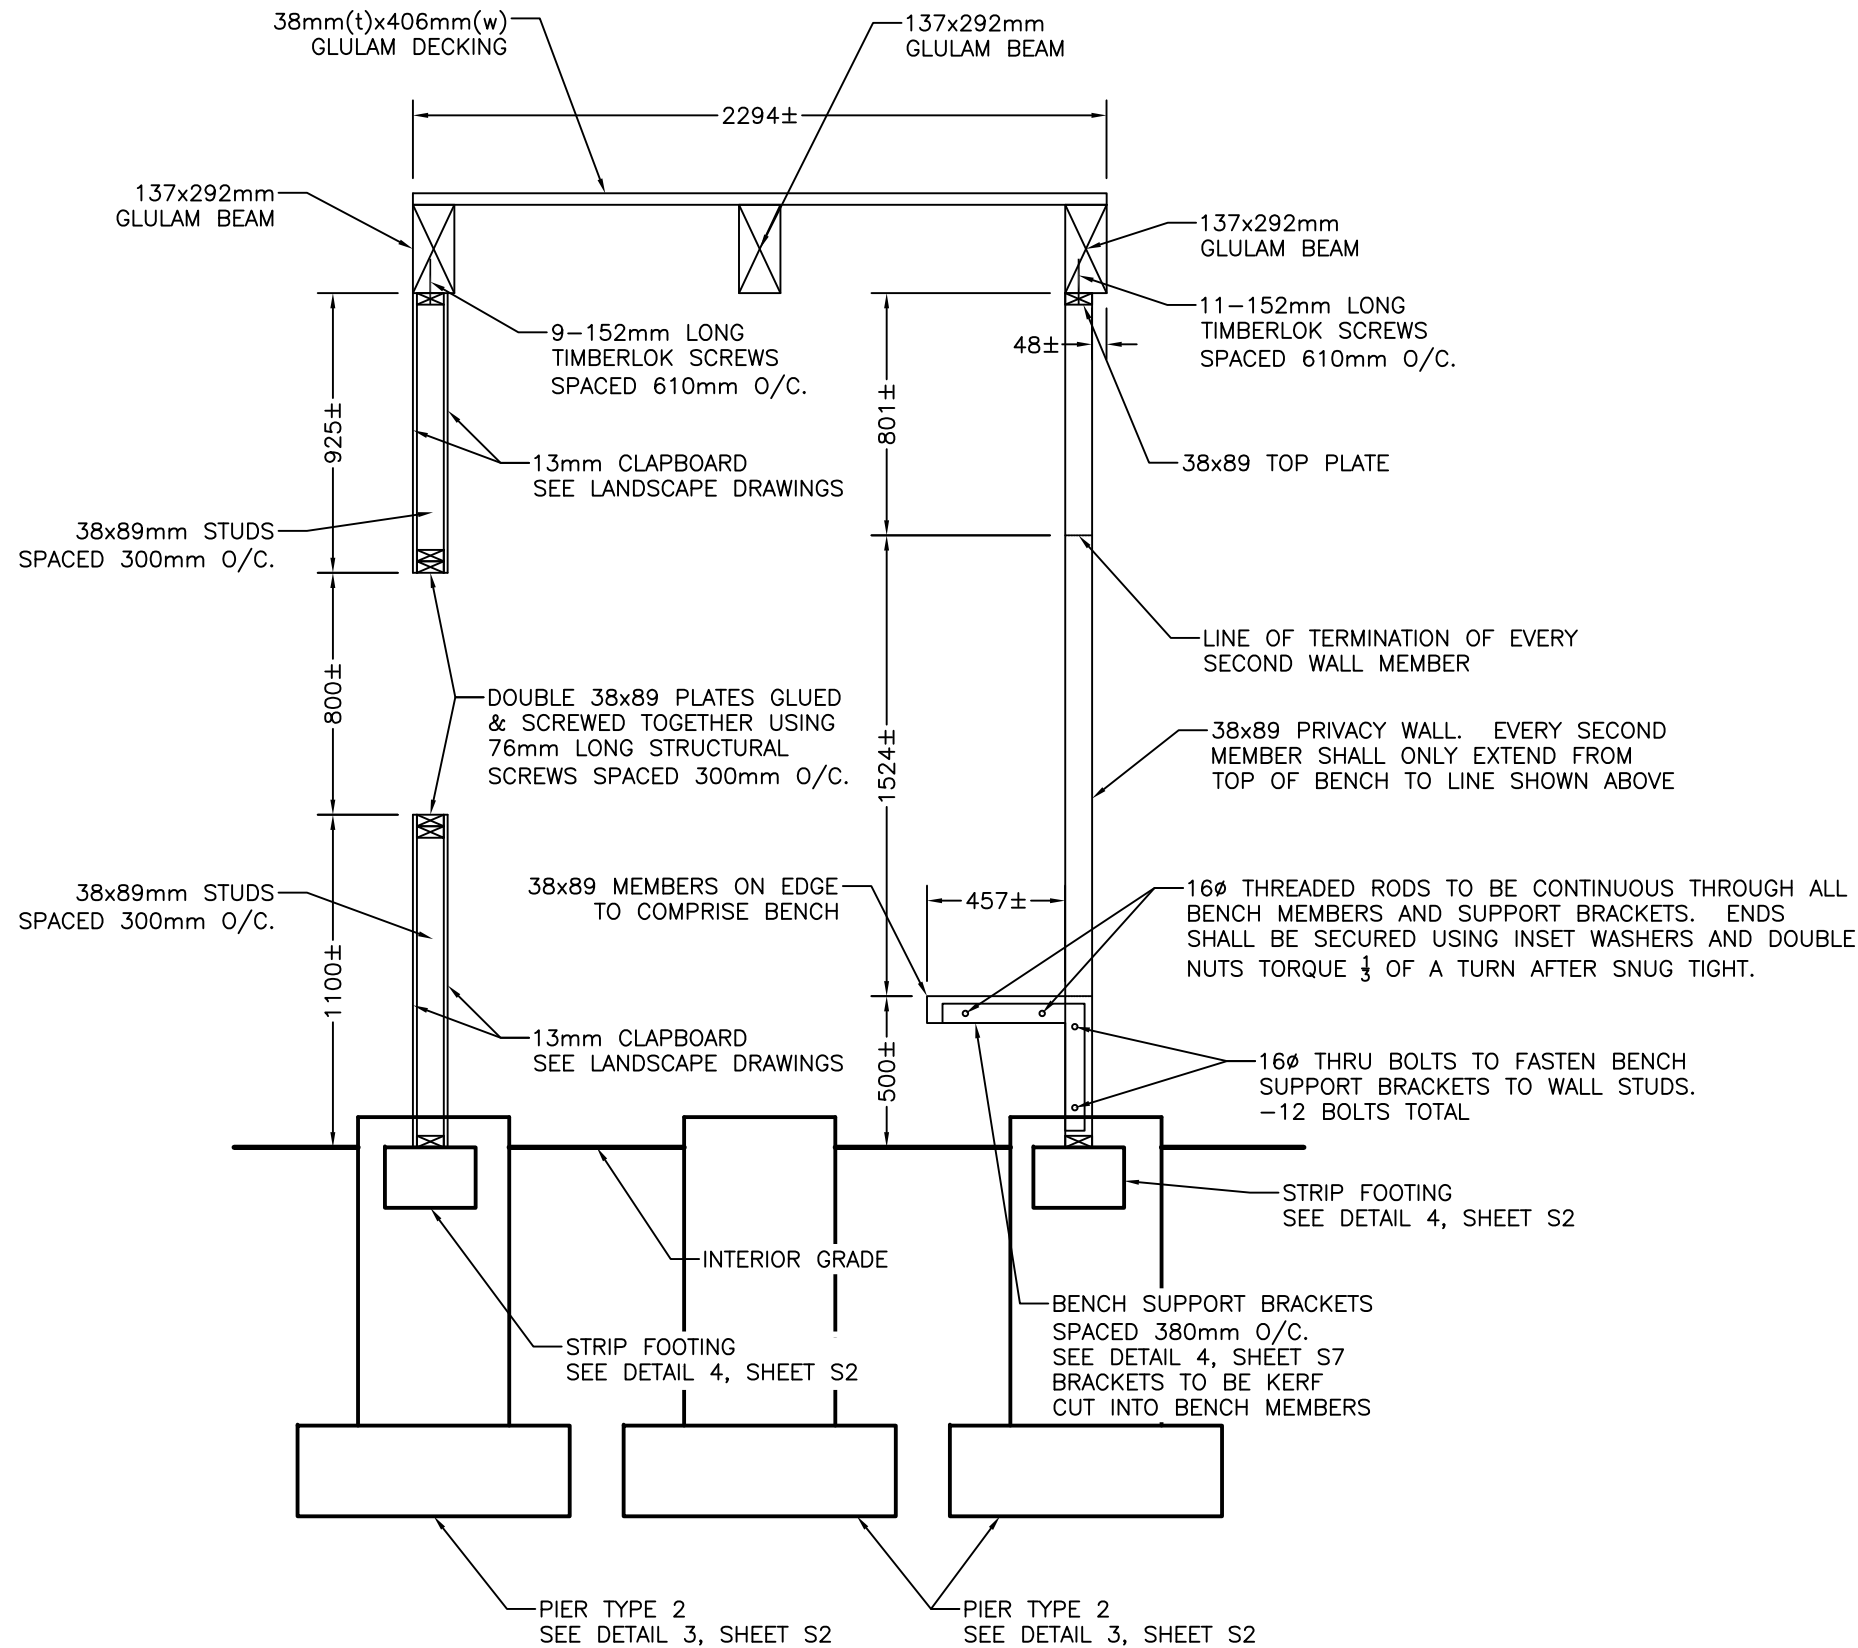 38mm(t)x406mm(w)
GLULAM DECKING
137x292mm
GLULAM BEAM
2294±
137x292mm
GLULAM BEAM
137x292mm
GLULAM BEAM
9-152mm LONG
TIMBERLOK SCREWS
SPACED 610mm O/C.
11-152mm LONG
TIMBERLOK SCREWS
SPACED 610mm O/C.
48±
925±
801±
13mm CLAPBOARD
SEE LANDSCAPE DRAWINGS
38x89 TOP PLATE
38x89mm STUDS
SPACED 300mm O/C.
LINE OF TERMINATION OF EVERY
SECOND WALL MEMBER
800±
DOUBLE 38x89 PLATES GLUED
& SCREWED TOGETHER USING
76mm LONG STRUCTURAL
SCREWS SPACED 300mm O/C.
1524±
38x89 PRIVACY WALL. EVERY SECOND
MEMBER SHALL ONLY EXTEND FROM
TOP OF BENCH TO LINE SHOWN ABOVE
38x89mm STUDS
SPACED 300mm O/C.
38x89 MEMBERS ON EDGE
TO COMPRISE BENCH
457±
16ø THREADED RODS TO BE CONTINUOUS THROUGH ALL
BENCH MEMBERS AND SUPPORT BRACKETS. ENDS
SHALL BE SECURED USING INSET WASHERS AND DOUBLE
NUTS TORQUE 1/3 OF A TURN AFTER SNUG TIGHT.
1100±
13mm CLAPBOARD
SEE LANDSCAPE DRAWINGS
500±
16ø THRU BOLTS TO FASTEN BENCH
SUPPORT BRACKETS TO WALL STUDS.
-12 BOLTS TOTAL
STRIP FOOTING
SEE DETAIL 4, SHEET S2
INTERIOR GRADE
BENCH SUPPORT BRACKETS
SPACED 380mm O/C.
SEE DETAIL 4, SHEET S7
BRACKETS TO BE KERF
CUT INTO BENCH MEMBERS
STRIP FOOTING
SEE DETAIL 4, SHEET S2
PIER TYPE 2
SEE DETAIL 3, SHEET S2
PIER TYPE 2
SEE DETAIL 3, SHEET S2